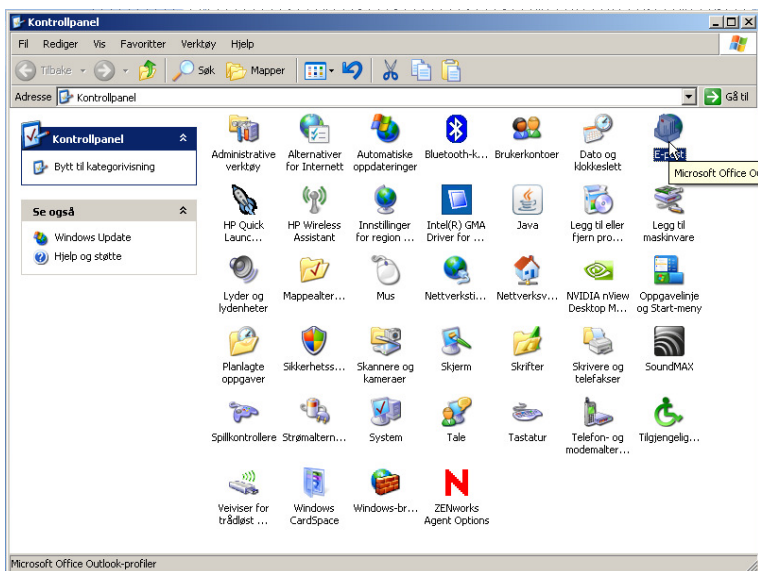 Kontrollpanel
Fil Rediger Vis Favoritter Verktøy Hjelp
Tilbake Søk Mapper
Adresse Kontrollpanel Gå til
Kontrollpanel
Bytt til kategorivisning
Se også
Windows Update
Hjelp og støtte
Administrative verktøy
Alternativer for Internett
Automatiske oppdateringer
Bluetooth-k...
Brukerkontoer
Dato og klokkeslett
E-post
Microsoft Office O
HP Quick Launc...
HP Wireless Assistant
Innstillinger for region ...
Intel(R) GMA Driver for ...
Java
Legg til eller fjern pro...
Legg til maskinvare
Lyder og lydenheter
Mappealter...
Mus
Nettverksti...
Nettverksv...
NVIDIA nView Desktop M...
Oppgavelinje og Start-meny
Planlagte oppgaver
Sikkerhetss...
Skannere og kameraer
Skjerm
Skrifter
Skrivere og telefakser
SoundMAX
Spillkontrollere
Strømaltern...
System
Tale
Tastatur
Telefon- og modemalter...
Tilgjengelig...
Veiviser for trådløst ...
Windows CardSpace
Windows-br...
ZENworks Agent Options
Microsoft Office Outlook-profiler